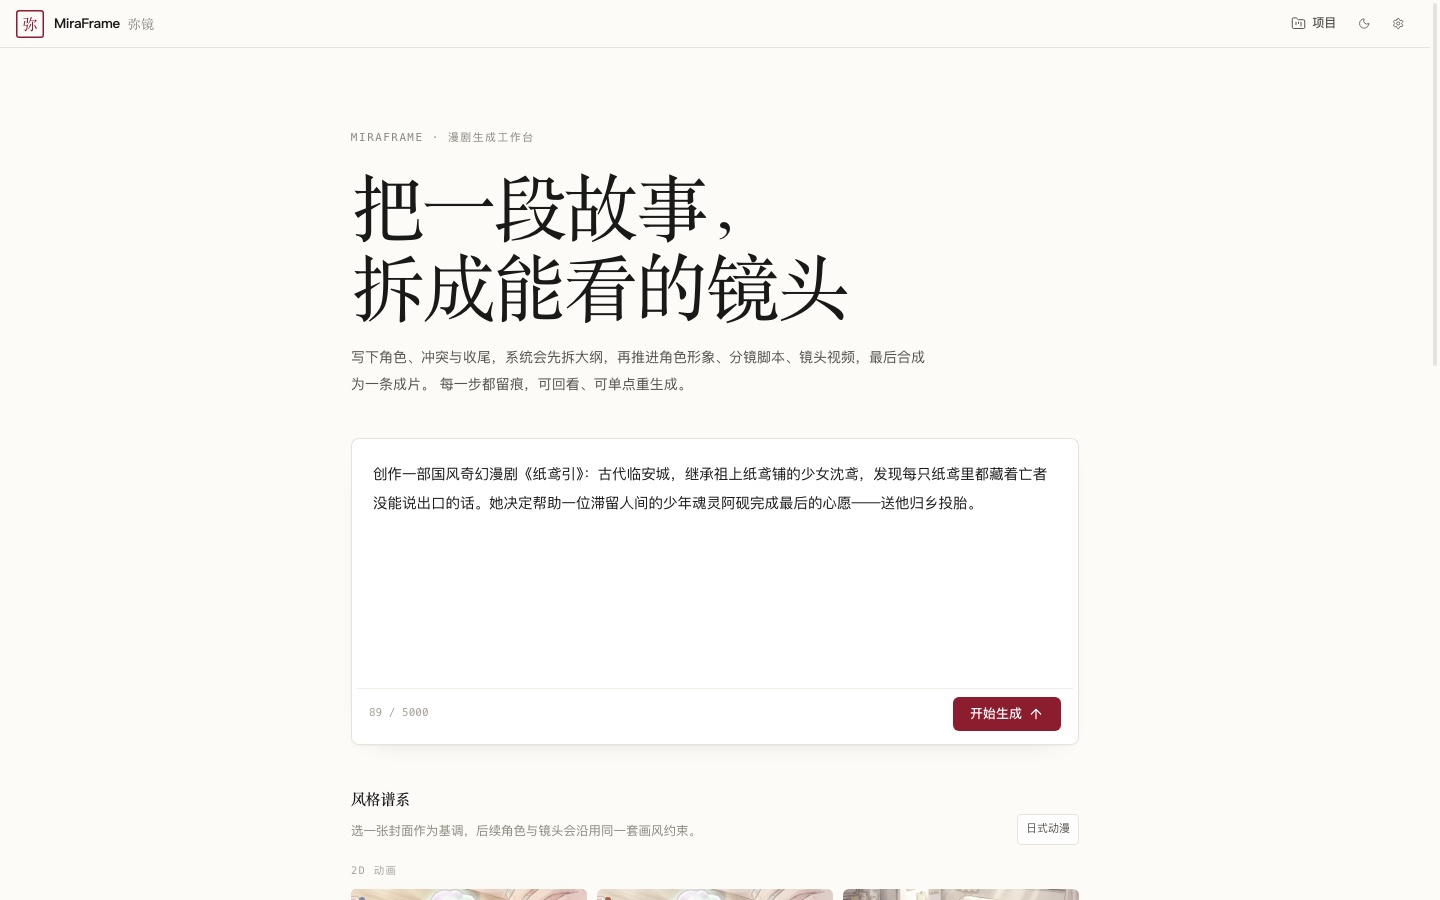 弥 MiraFrame 弥镜 项目
MIRAFRAME · 漫剧生成工作台
把一段故事，
拆成能看的镜头
写下角色、冲突与收尾，系统会先拆大纲，再推进角色形象、分镜脚本、镜头视频，最后合成
为一条成片。 每一步都留痕，可回看、可单点重生成。
创作一部国风奇幻漫剧《纸鸢引》：古代临安城，继承祖上纸鸢铺的少女沈鸢，发现每只纸鸢里都藏着亡者
没能说出口的话。她决定帮助一位滞留人间的少年魂灵阿砚完成最后的心愿——送他归乡投胎。
89 / 5000 开始生成
风格谱系
选一张封面作为基调，后续角色与镜头会沿用同一套画风约束。 日式动漫
2D 动画